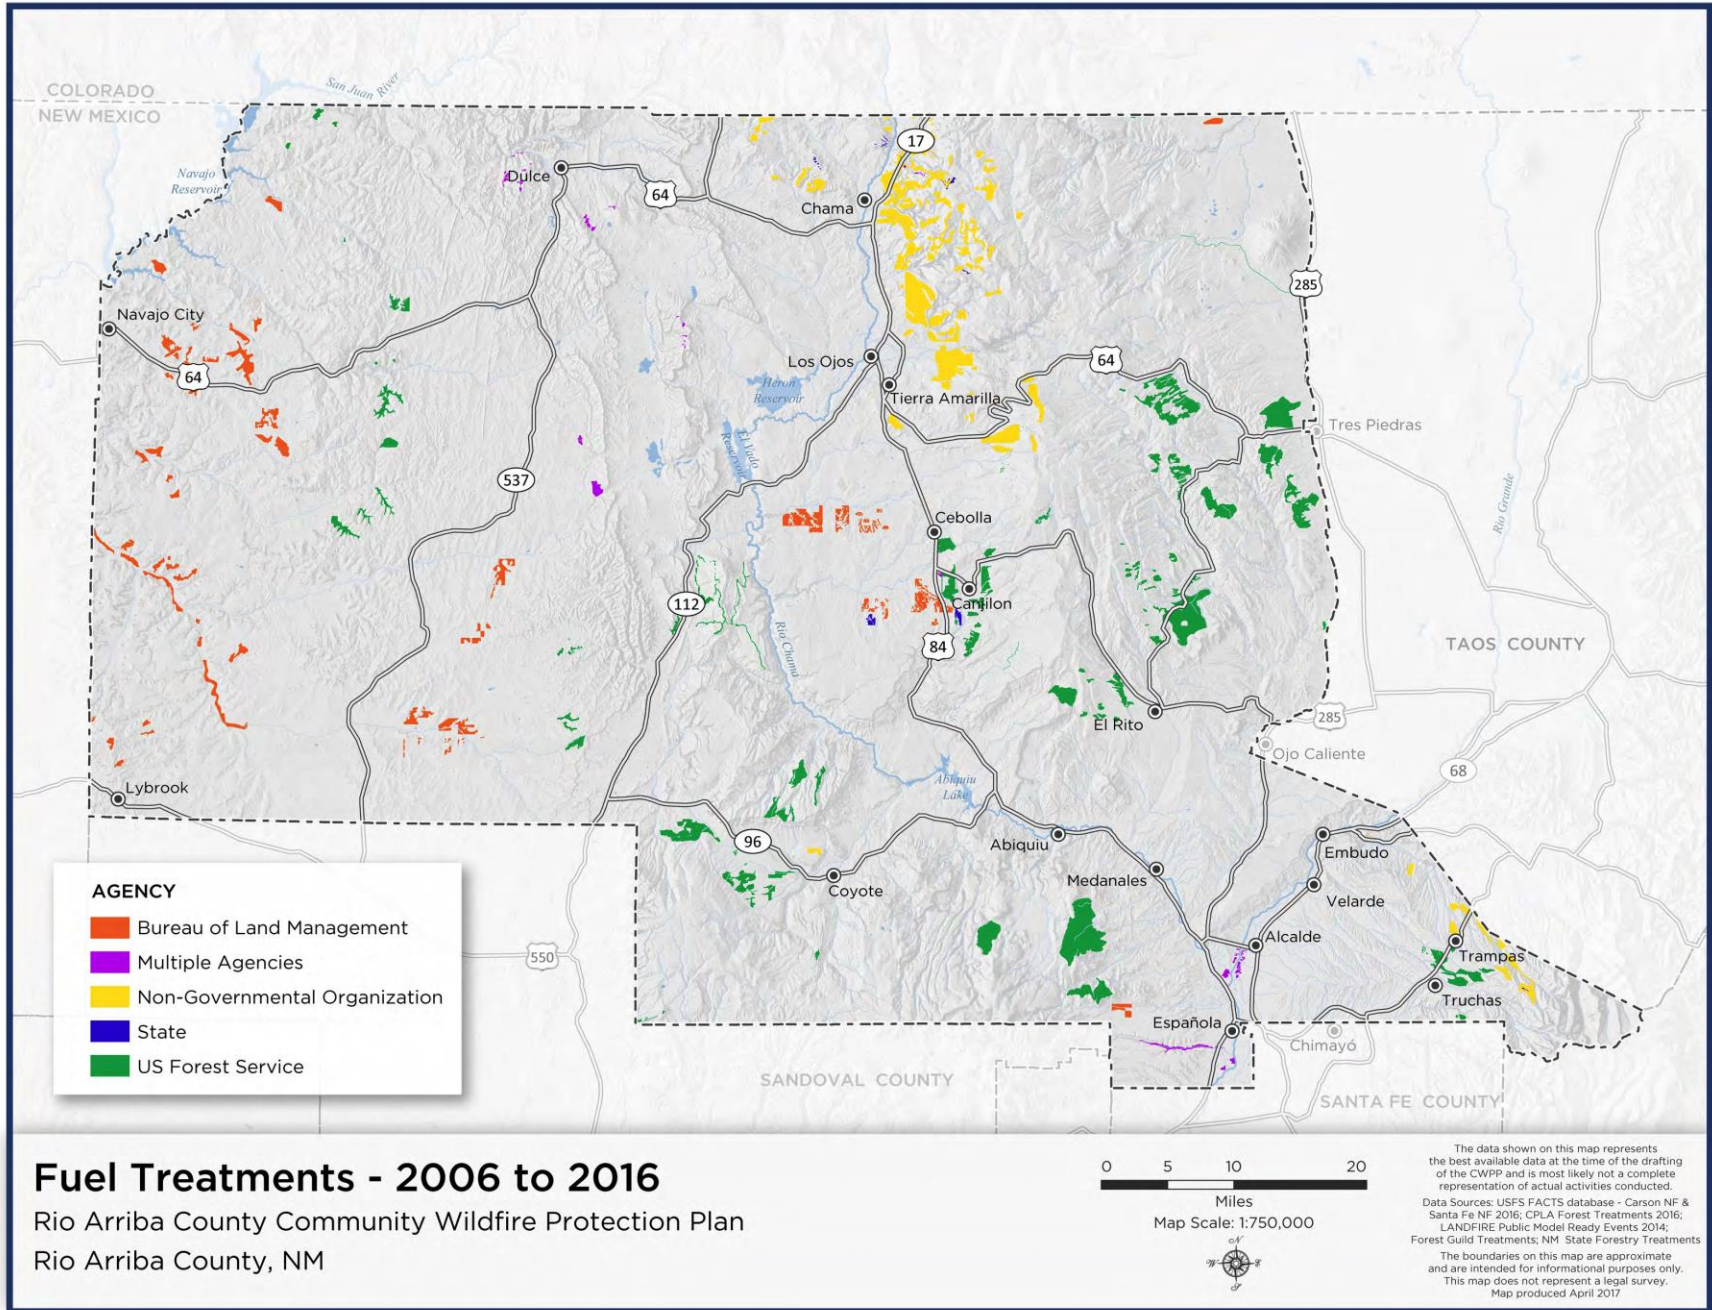 COLORADO
NEW MEXICO
San Juan River
Navajo
Reservoir
Dulce
64
17
Chama
285
Navajo City
64
Los Ojos
64
Heron
Reservoir
Tierra Amarilla
Tres Piedras
El Vado
Reservoir
537
Rio Grande
Cebolla
112
Canjilon
Rio Chama
84
TAOS COUNTY
El Rito
285
Ojo Caliente
68
Abiquiu
Lake
Lybrook
96
Abiquiu
Embudo
Medanales
Coyote
Velarde
Alcalde
550
Trampas
Truchas
Española
Chimayó
SANDOVAL COUNTY
SANTA FE COUNTY
AGENCY
Bureau of Land Management
Multiple Agencies
Non-Governmental Organization
State
US Forest Service
Fuel Treatments - 2006 to 2016
Rio Arriba County Community Wildfire Protection Plan
Rio Arriba County, NM
0 5 10 20
Miles
Map Scale: 1:750,000
N
W E
S
The data shown on this map represents
the best available data at the time of the drafting
of the CWPP and is most likely not a complete
representation of actual activities conducted.
Data Sources: USFS FACTS database - Carson NF &
Santa Fe NF 2016; CPLA Forest Treatments 2016;
LANDFIRE Public Model Ready Events 2014;
Forest Guild Treatments; NM State Forestry Treatments
The boundaries on this map are approximate
and are intended for informational purposes only.
This map does not represent a legal survey.
Map produced April 2017